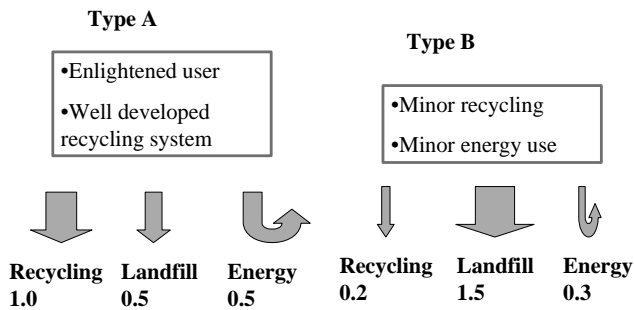 Type A
•Enlightened user
•Well developed
recycling system
Recycling Landfill Energy
1.0 0.5 0.5
Type B
•Minor recycling
•Minor energy use
Recycling Landfill Energy
0.2 1.5 0.3